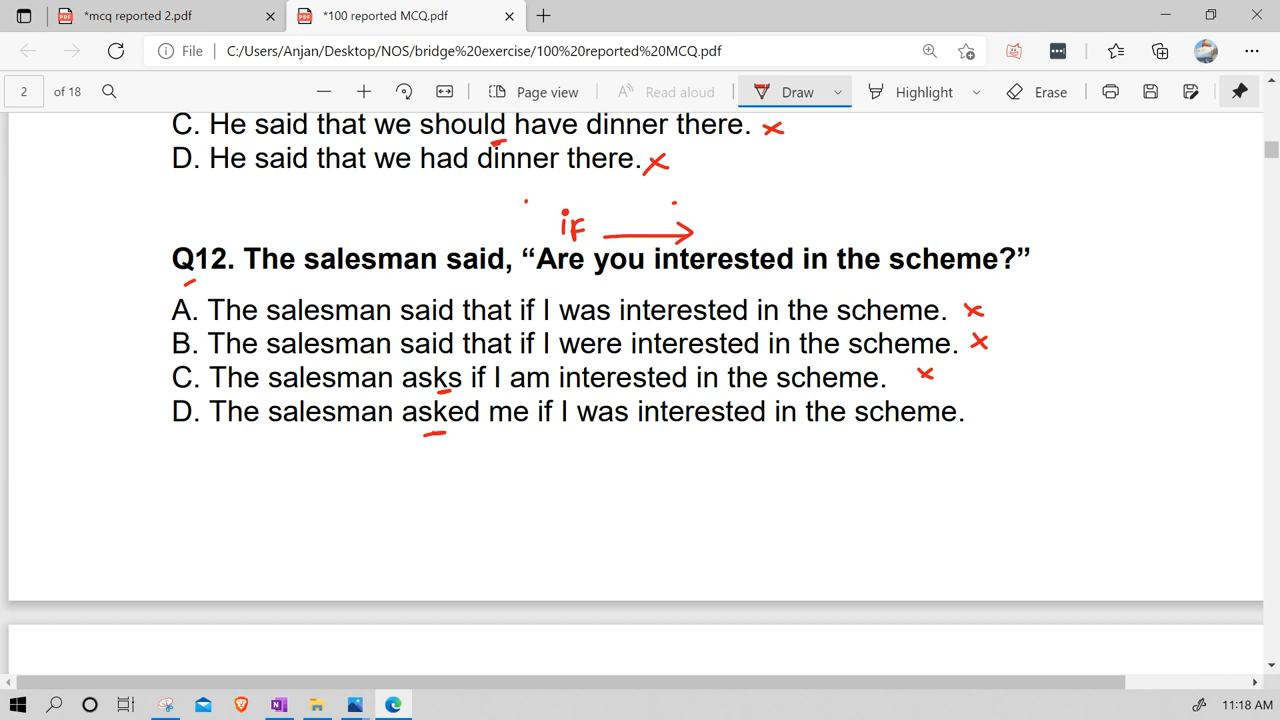 *mcq reported 2.pdf
*100 reported MCQ.pdf
File C:/Users/Anjan/Desktop/NOS/bridge%20exercise/100%20reported%20MCQ.pdf
2 of 18 Page view Read aloud Draw Highlight Erase
C. He said that we should have dinner there. ×
D. He said that we had dinner there. ×
if
Q12. The salesman said, “Are you interested in the scheme?”
A. The salesman said that if I was interested in the scheme. ×
B. The salesman said that if I were interested in the scheme. ×
C. The salesman asks if I am interested in the scheme. ×
D. The salesman asked me if I was interested in the scheme.
11:18 AM